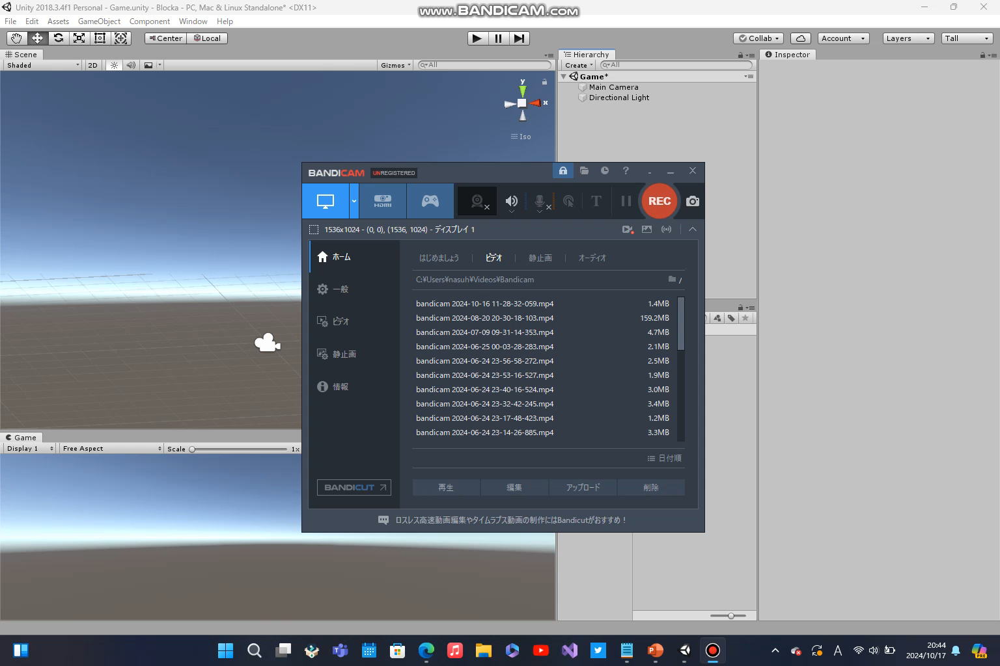 Unity 2018.3.4f1 Personal - Game.unity - Blocka - PC, Mac & Linux Standalone* <DX11>
www.BANDICAM.com
File Edit Assets GameObject Component Window Help
Center Local
Collab
Account
Layers
Tall
Scene
Shaded
2D
Gizmos
All
y
x
Iso
Hierarchy
Create
All
Game*
Main Camera
Directional Light
Inspector
BANDICAM UNREGISTERED
HDMI
T
REC
1536x1024 - (0, 0), (1536, 1024) - ディスプレイ 1
ホーム
一般
ビデオ
静止画
情報
BANDICUT
はじめましょう ビデオ 静止画 オーディオ
C:¥Users¥nasuh¥Videos¥Bandicam
/
bandicam 2024-10-16 11-28-32-059.mp4 1.4MB
bandicam 2024-08-20 20-30-18-103.mp4 159.2MB
bandicam 2024-07-09 09-31-14-353.mp4 4.7MB
bandicam 2024-06-25 00-03-28-283.mp4 2.1MB
bandicam 2024-06-24 23-56-58-272.mp4 2.5MB
bandicam 2024-06-24 23-53-16-527.mp4 1.9MB
bandicam 2024-06-24 23-40-16-524.mp4 3.0MB
bandicam 2024-06-24 23-32-42-245.mp4 3.4MB
bandicam 2024-06-24 23-17-48-423.mp4 1.2MB
bandicam 2024-06-24 23-14-26-885.mp4 3.3MB
日付順
再生 編集 アップロード 削除
ロスレス高速動画編集やタイムラプス動画の制作にはBandicutがおすすめ！
Game
Display 1
Free Aspect
Scale 1x
A
20:44
2024/10/17
PRE